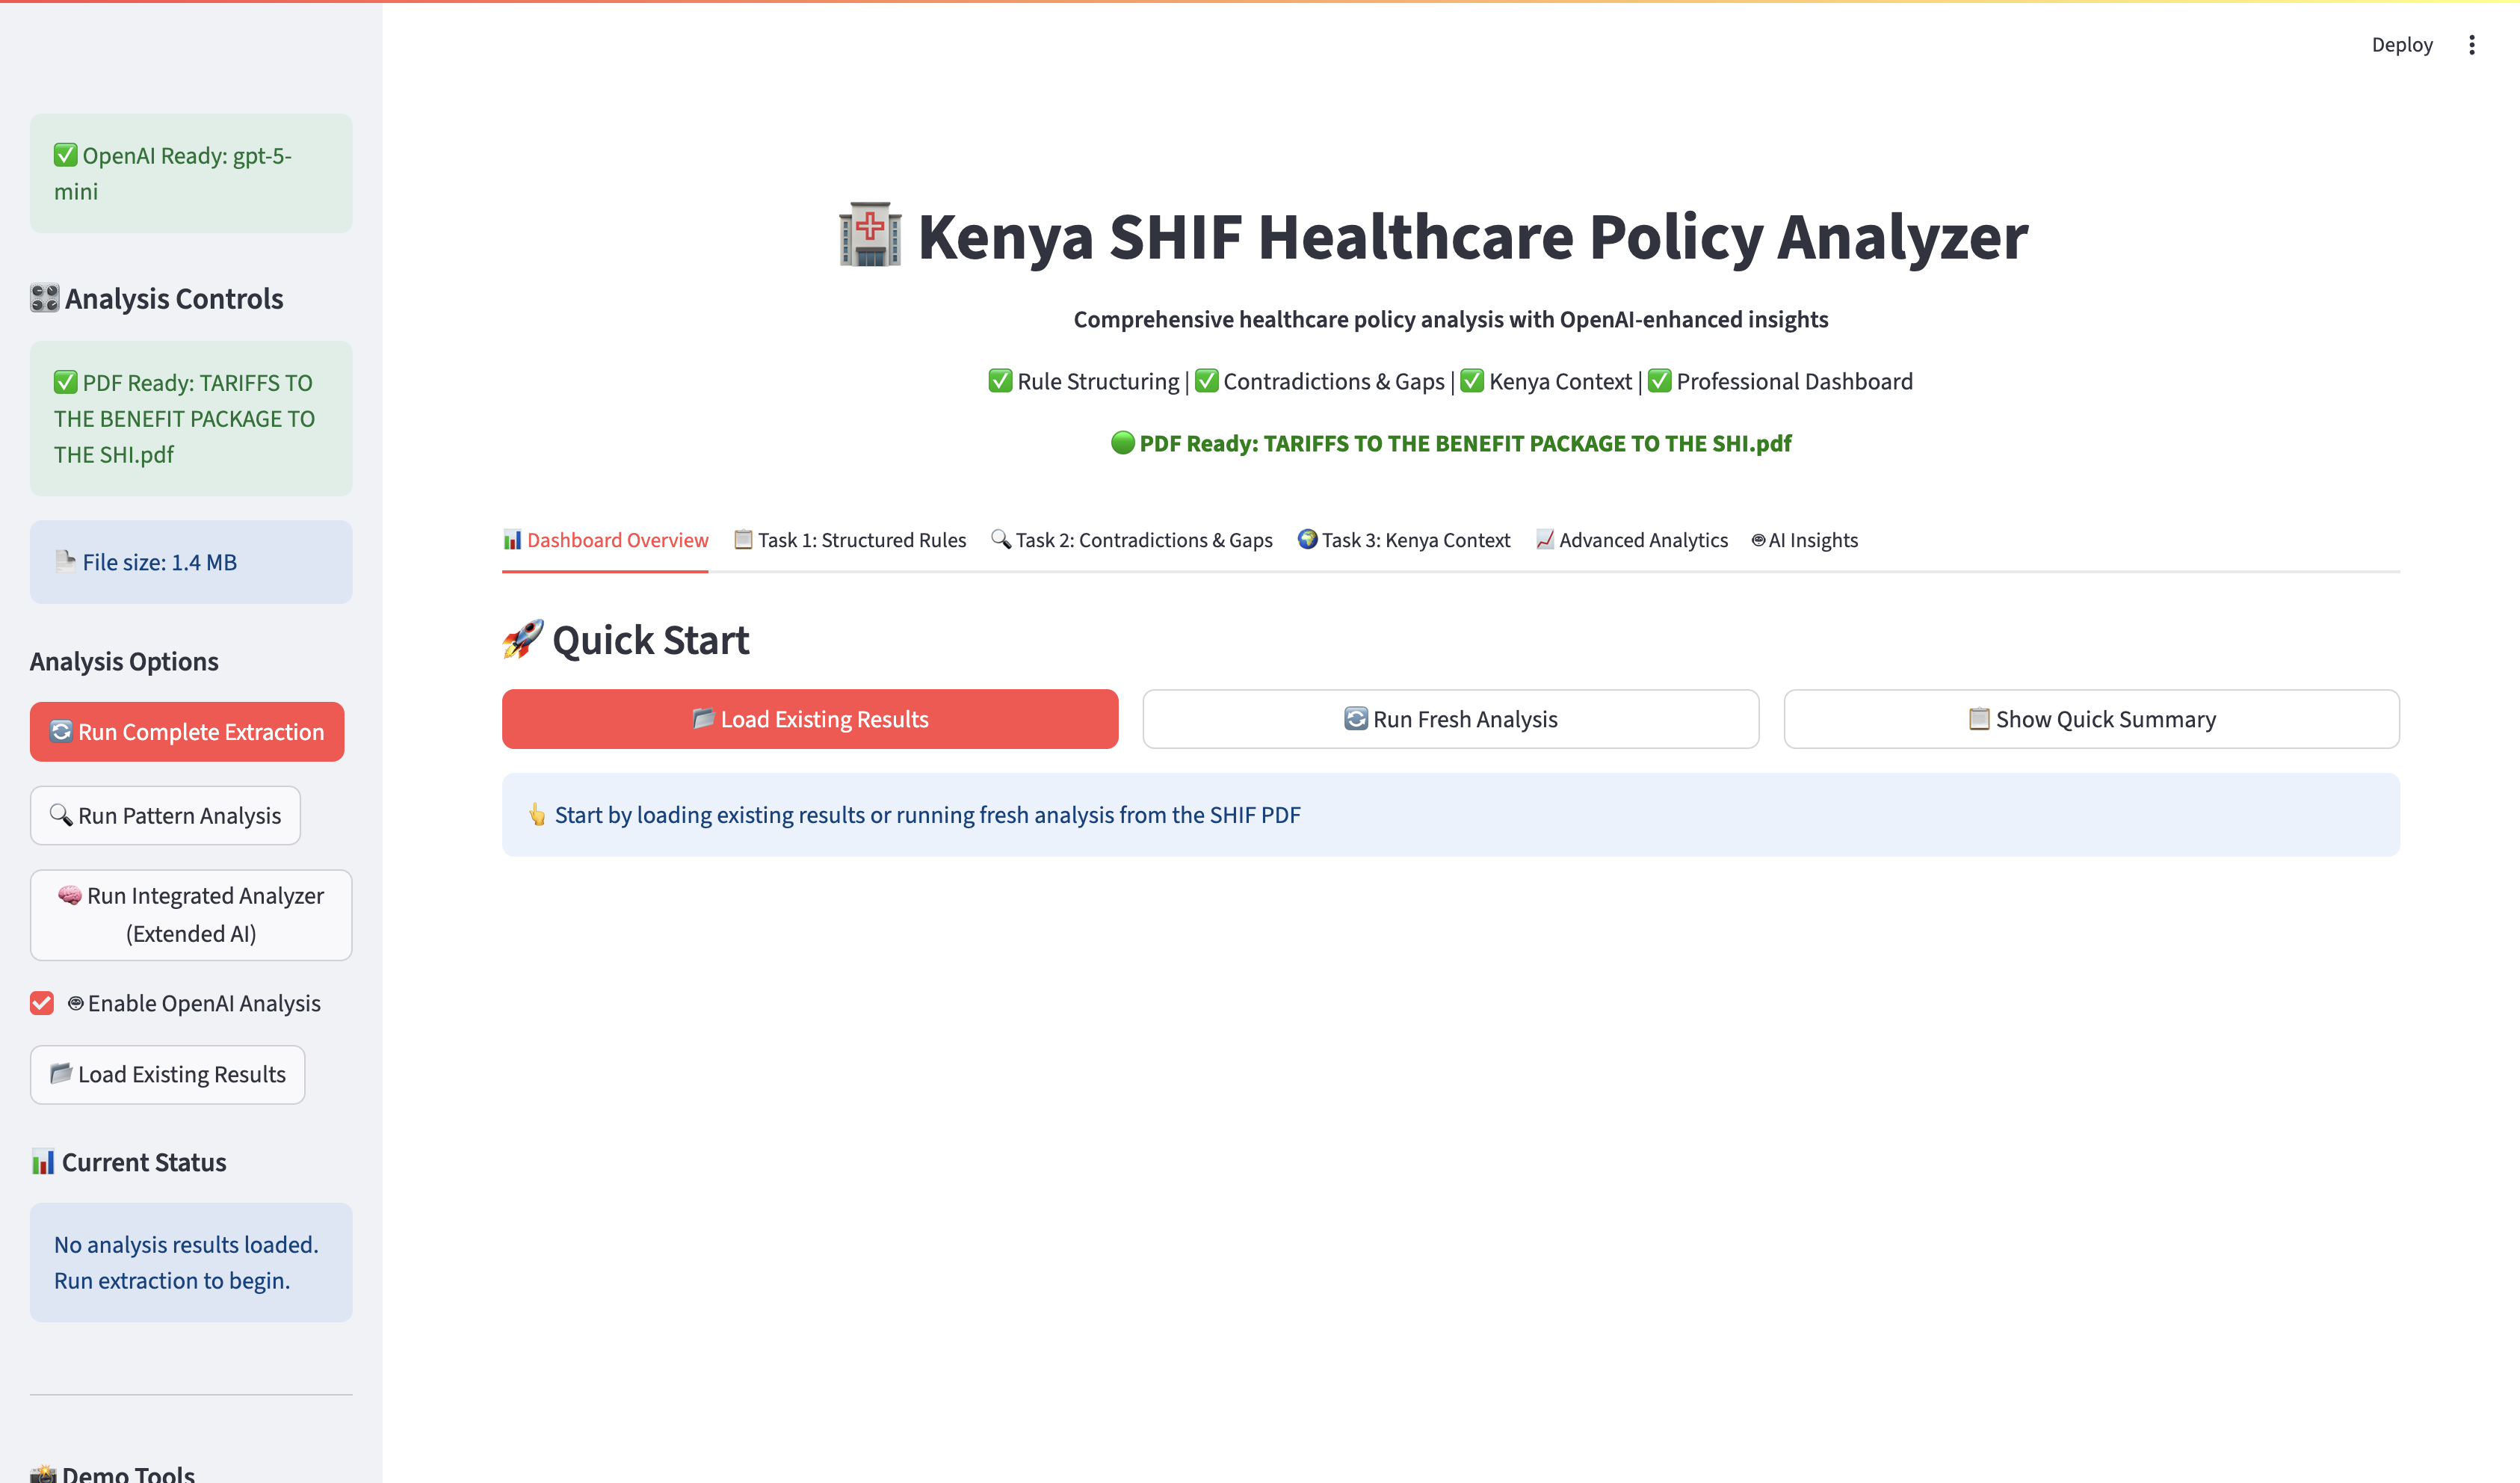 Deploy
✅ OpenAI Ready: gpt-5-
mini
🎛️ Analysis Controls
✅ PDF Ready: TARIFFS TO
THE BENEFIT PACKAGE TO
THE SHI.pdf
📄 File size: 1.4 MB
Analysis Options
🔄 Run Complete Extraction
🔍 Run Pattern Analysis
🧠 Run Integrated Analyzer
(Extended AI)
Enable OpenAI Analysis
📂 Load Existing Results
📊 Current Status
No analysis results loaded.
Run extraction to begin.
📸 Demo Tools
🏥 Kenya SHIF Healthcare Policy Analyzer
Comprehensive healthcare policy analysis with OpenAI-enhanced insights
✅ Rule Structuring | ✅ Contradictions & Gaps | ✅ Kenya Context | ✅ Professional Dashboard
🟢 PDF Ready: TARIFFS TO THE BENEFIT PACKAGE TO THE SHI.pdf
📊 Dashboard Overview 📋 Task 1: Structured Rules 🔍 Task 2: Contradictions & Gaps 🌍 Task 3: Kenya Context 📈 Advanced Analytics AI Insights
🚀 Quick Start
📂 Load Existing Results 🔄 Run Fresh Analysis 📋 Show Quick Summary
👆 Start by loading existing results or running fresh analysis from the SHIF PDF